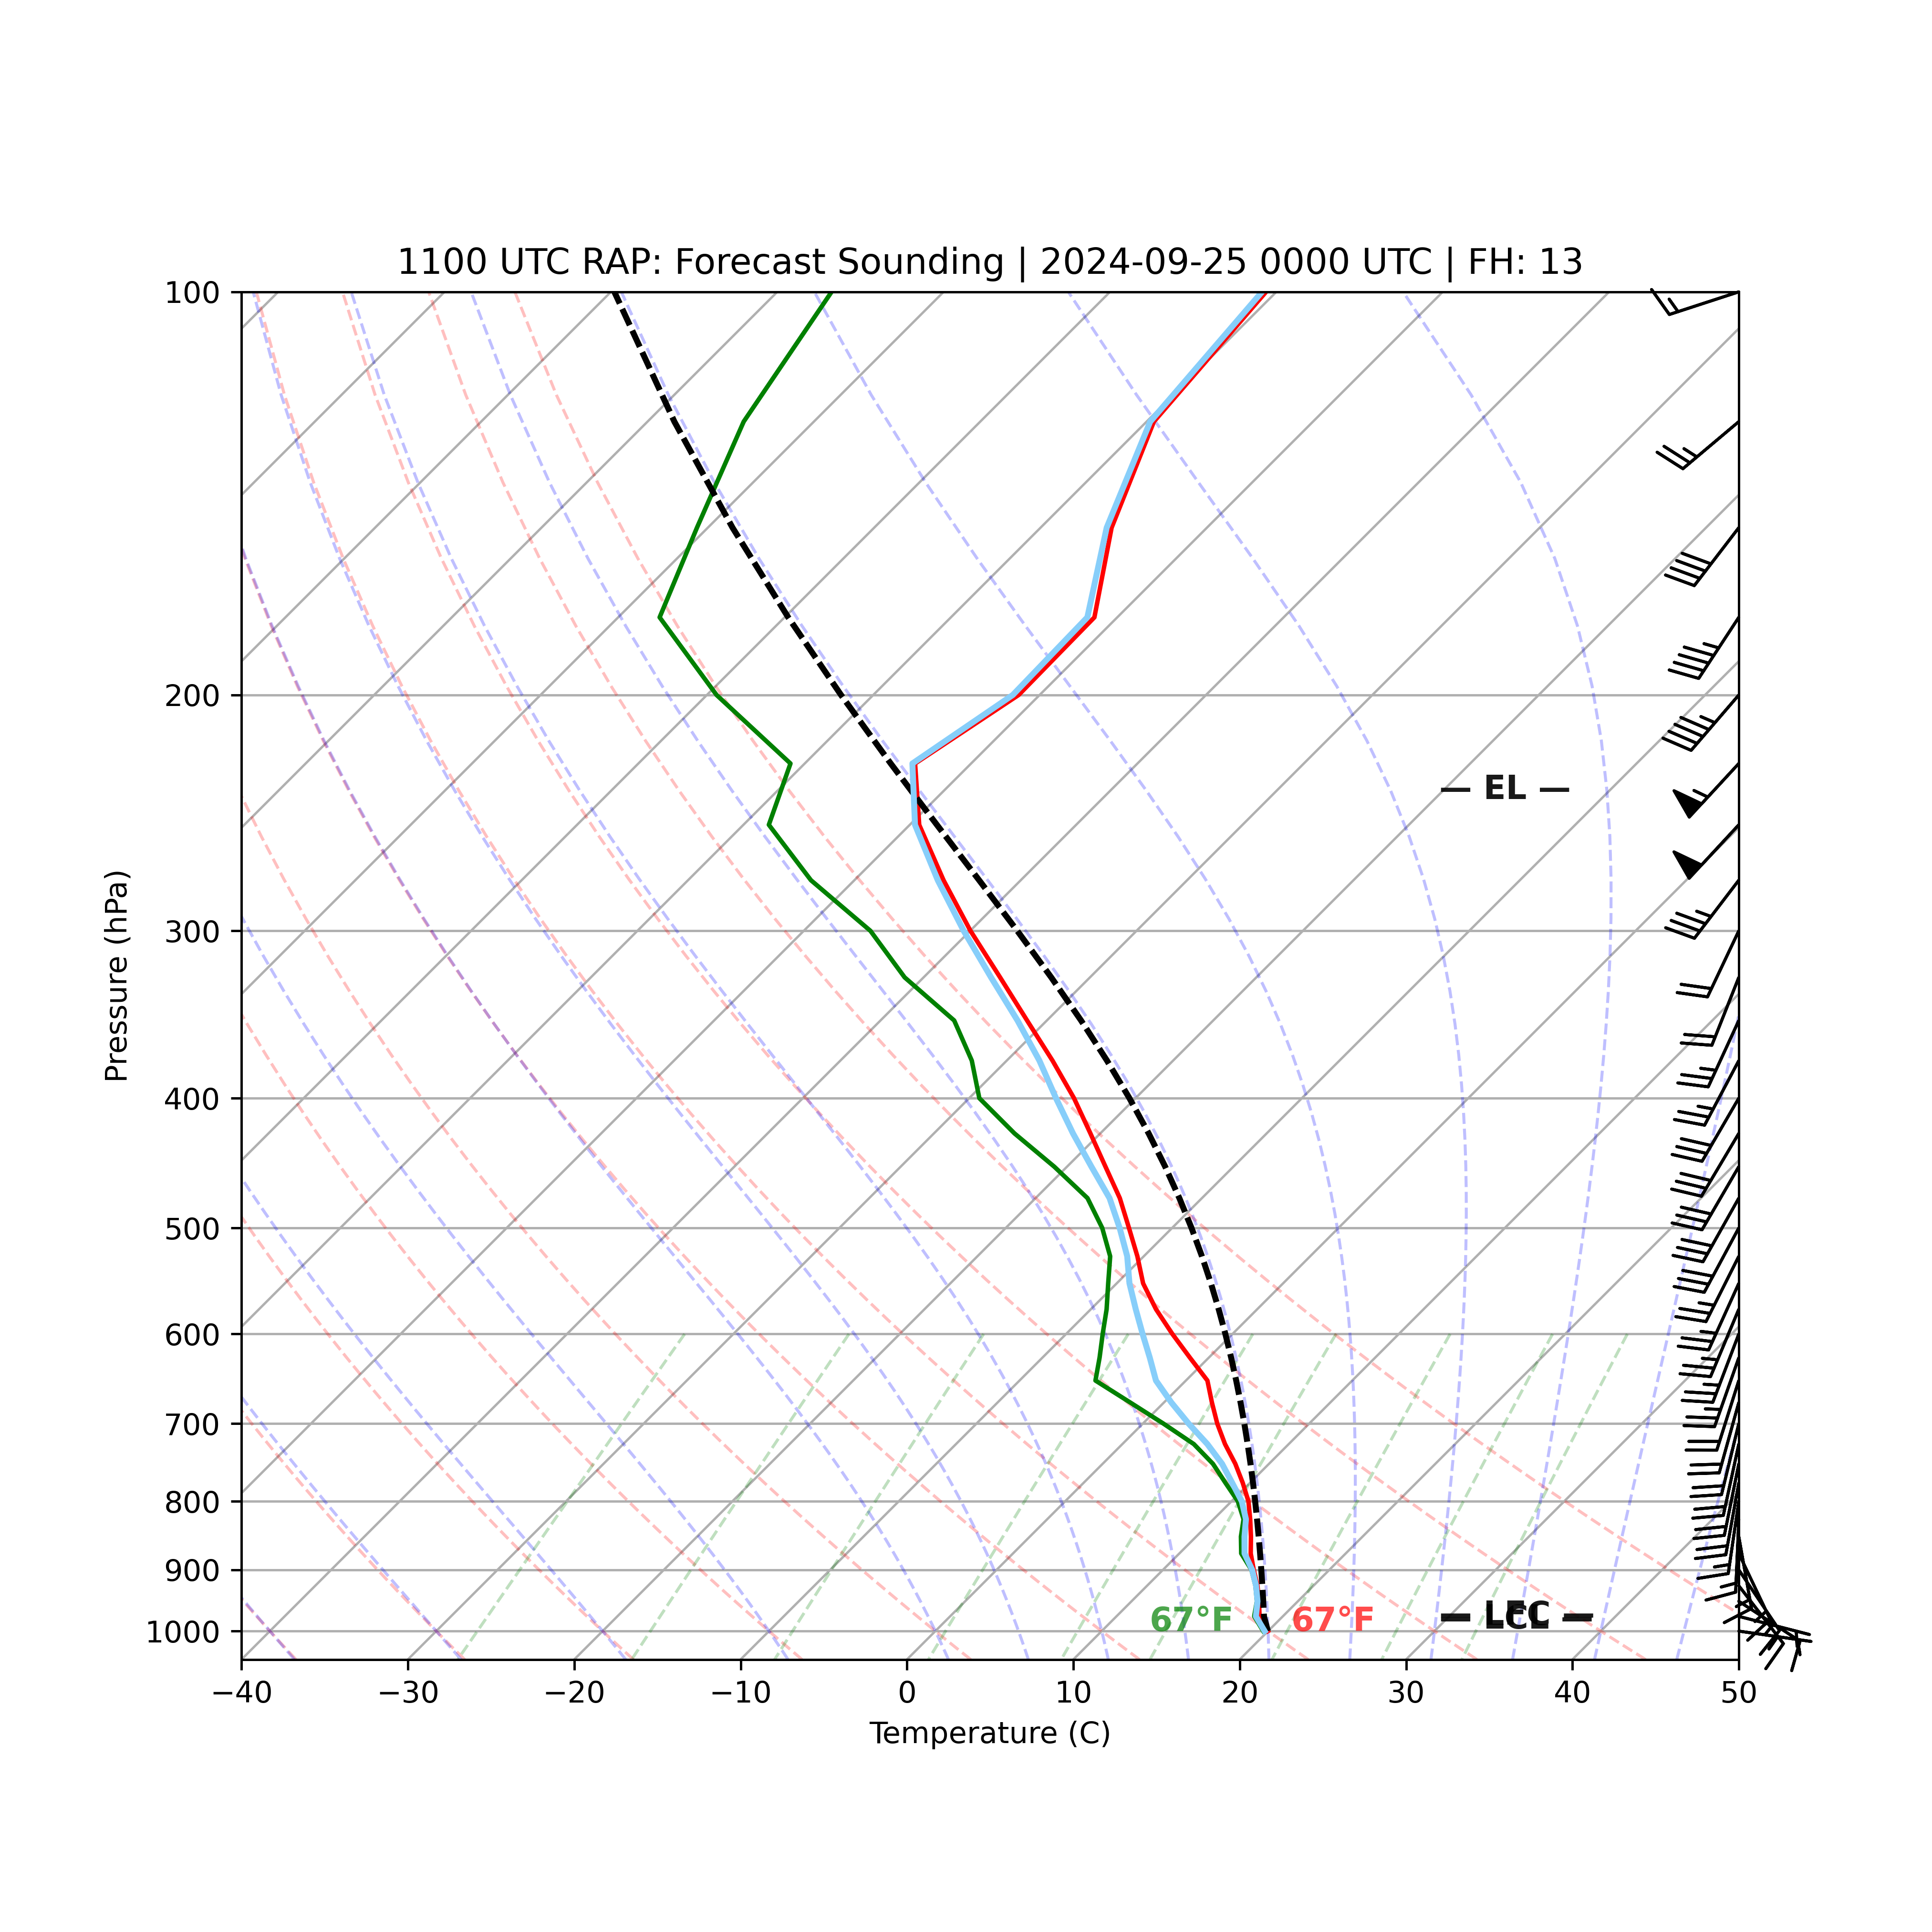 1100 UTC RAP: Forecast Sounding | 2024-09-25 0000 UTC | FH: 13
100
200
— EL —
300
Pressure (hPa)
400
500
600
700
800
900
67°F 67°F
1000
−40 −30 −20 −10 0 10 20 30 40 50
Temperature (C)